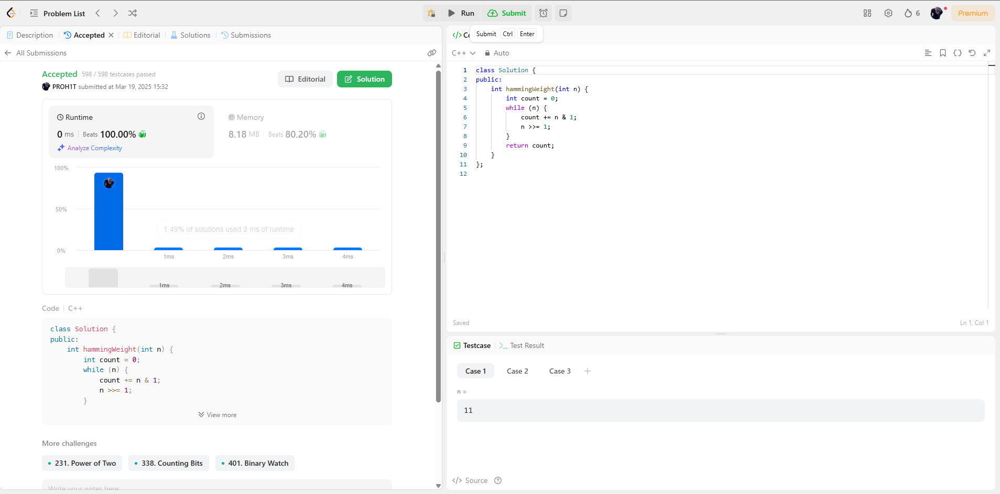 Problem List
Run
Submit
6
Premium
Description
Accepted
Editorial
Solutions
Submissions
Submit Ctrl Enter
All Submissions
Accepted 598 / 598 testcases passed
PROH1T submitted at Mar 19, 2025 15:32
Editorial
Solution
Runtime
0 ms Beats 100.00%
Analyze Complexity
Memory
8.18 MB Beats 80.20%
100%
50%
0%
1.49% of solutions used 2 ms of runtime
1ms 2ms 3ms 4ms
1ms 2ms 3ms 4ms
Code C++
class Solution {
public:
    int hammingWeight(int n) {
        int count = 0;
        while (n) {
            count += n & 1;
            n >>= 1;
        }
View more
More challenges
231. Power of Two
338. Counting Bits
401. Binary Watch
Write your notes here
</> Co
C++ Auto
1 class Solution {
2 public:
3     int hammingWeight(int n) {
4         int count = 0;
5         while (n) {
6             count += n & 1;
7             n >>= 1;
8         }
9         return count;
10     }
11 };
12
Saved
Ln 1, Col 1
Testcase
Test Result
Case 1
Case 2
Case 3
n =
11
</> Source